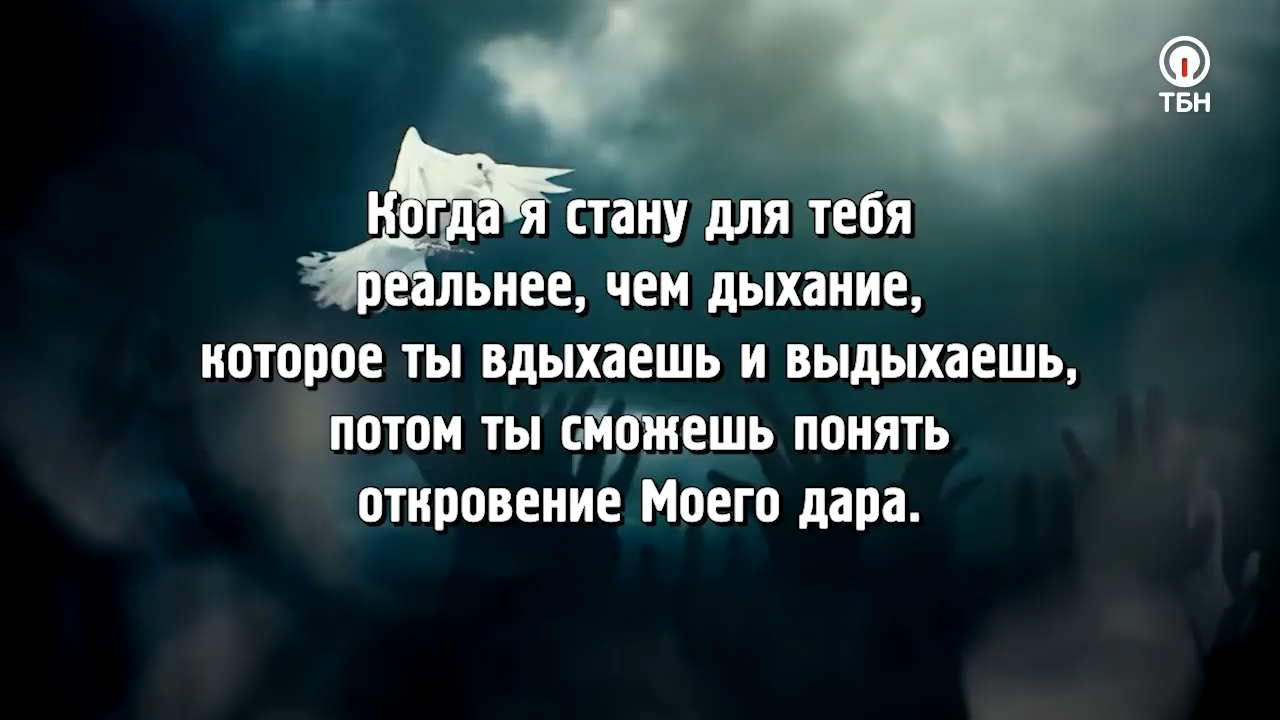 ТБН
Когда я стану для тебя
реальнее, чем дыхание,
которое ты вдыхаешь и выдыхаешь,
потом ты сможешь понять
откровение Моего дара.